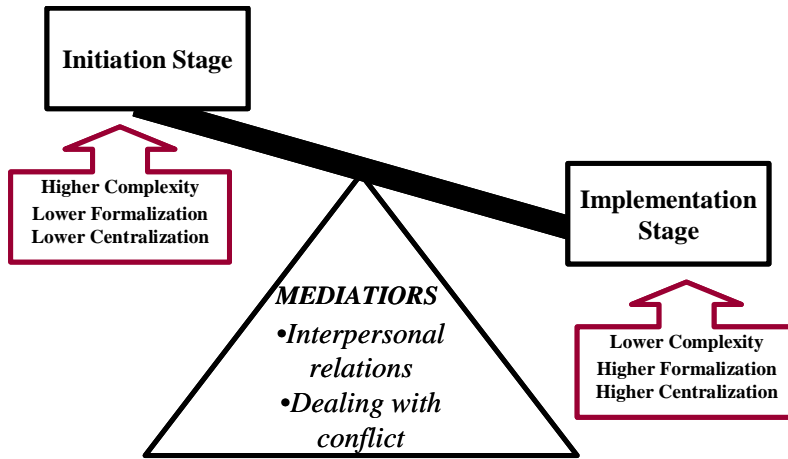 Initiation Stage
Higher Complexity
Lower Formalization
Lower Centralization
Implementation
Stage
MEDIATIORS
•Interpersonal
relations
•Dealing with
conflict
Lower Complexity
Higher Formalization
Higher Centralization